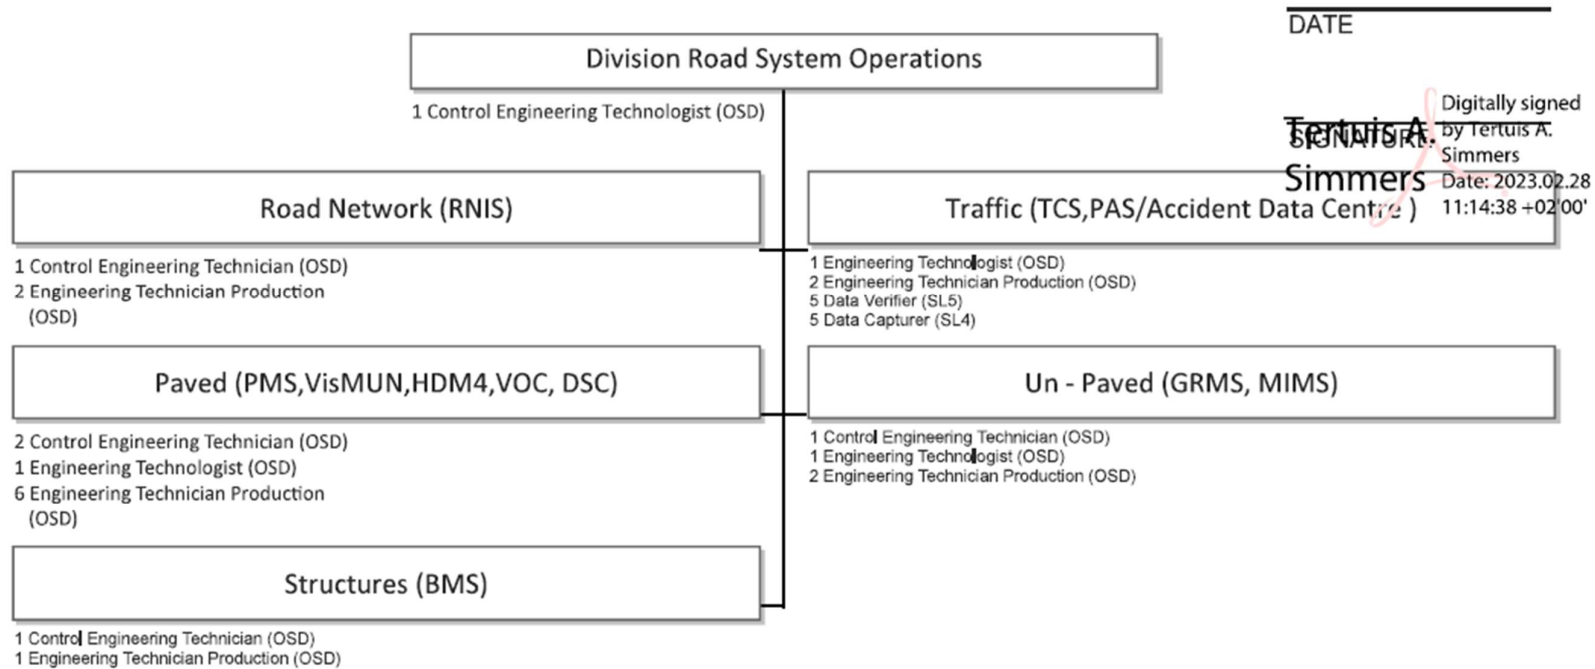 DATE
Division Road System Operations
1 Control Engineering Technologist (OSD)
SIGNATURE
Tertuis A.
Simmers
Digitally signed
by Tertuis A.
Simmers
Date: 2023.02.28
11:14:38 +02'00'
Road Network (RNIS)
1 Control Engineering Technician (OSD)
2 Engineering Technician Production
(OSD)
Traffic (TCS,PAS/Accident Data Centre )
1 Engineering Technologist (OSD)
2 Engineering Technician Production (OSD)
5 Data Verifier (SL5)
5 Data Capturer (SL4)
Paved (PMS,VisMUN,HDM4,VOC, DSC)
2 Control Engineering Technician (OSD)
1 Engineering Technologist (OSD)
6 Engineering Technician Production
(OSD)
Un - Paved (GRMS, MIMS)
1 Control Engineering Technician (OSD)
1 Engineering Technologist (OSD)
2 Engineering Technician Production (OSD)
Structures (BMS)
1 Control Engineering Technician (OSD)
1 Engineering Technician Production (OSD)